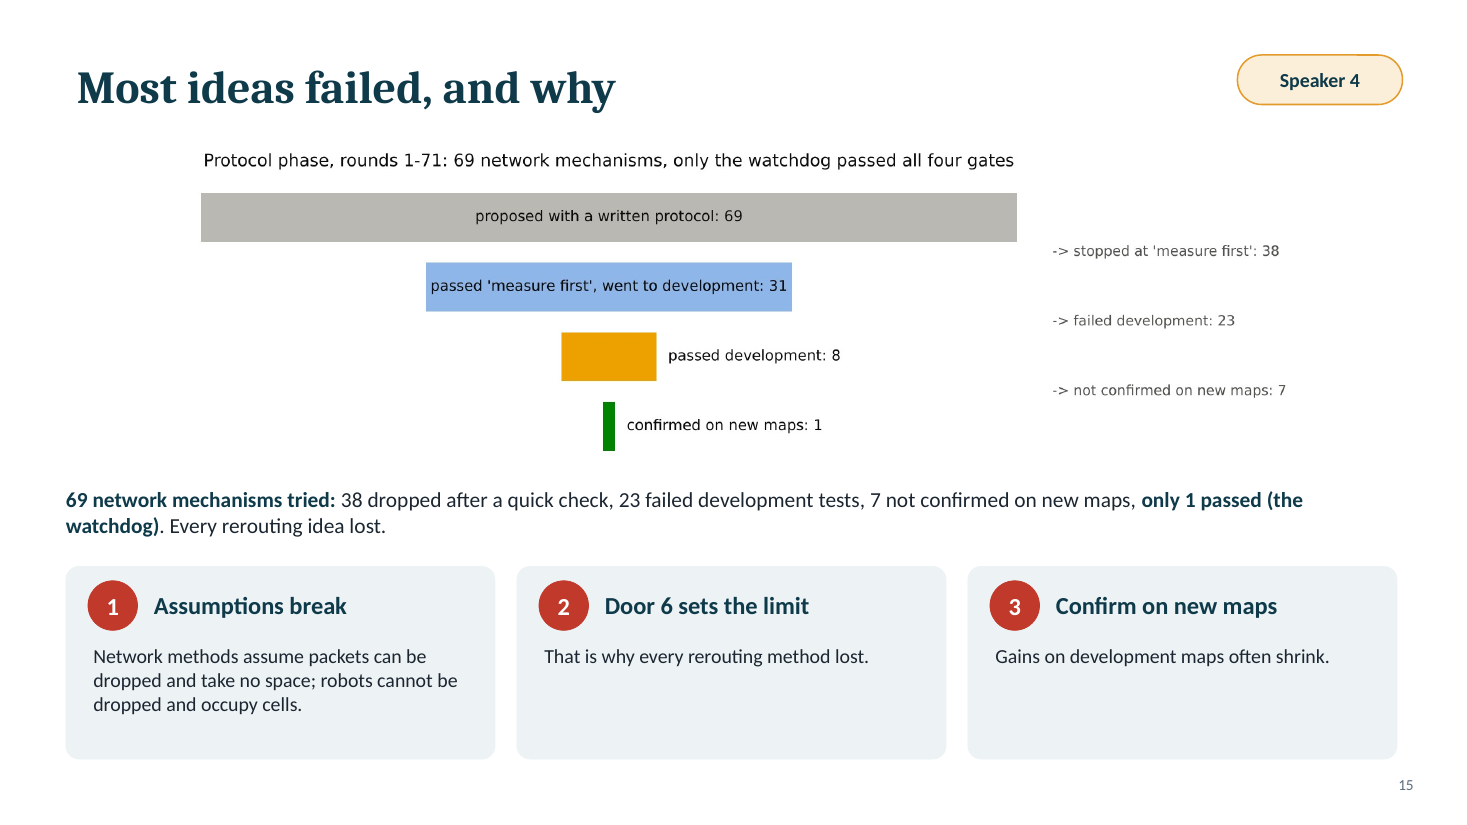 Most ideas failed, and why
Speaker 4
Protocol phase, rounds 1-71: 69 network mechanisms, only the watchdog passed all four gates
proposed with a written protocol: 69
-> stopped at 'measure first': 38
passed 'measure first', went to development: 31
-> failed development: 23
passed development: 8
-> not confirmed on new maps: 7
confirmed on new maps: 1
69 network mechanisms tried: 38 dropped after a quick check, 23 failed development tests, 7 not confirmed on new maps, only 1 passed (the
watchdog). Every rerouting idea lost.
1 Assumptions break
Network methods assume packets can be
dropped and take no space; robots cannot be
dropped and occupy cells.
2 Door 6 sets the limit
That is why every rerouting method lost.
3 Confirm on new maps
Gains on development maps often shrink.
15